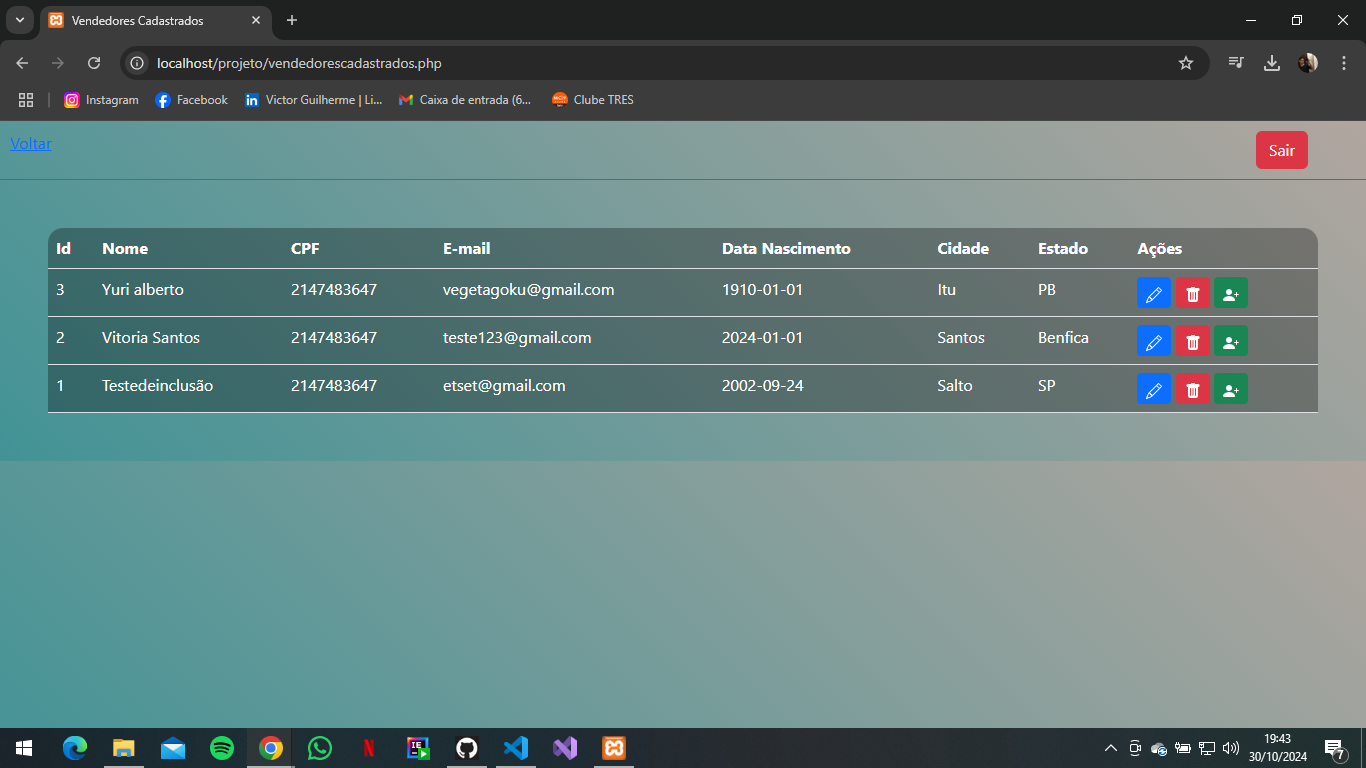 Vendedores Cadastrados
localhost/projeto/vendedorescadastrados.php
Instagram Facebook Victor Guilherme | Li... Caixa de entrada (6... Clube TRES
Voltar Sair
Id Nome CPF E-mail Data Nascimento Cidade Estado Ações
3 Yuri alberto 2147483647 vegetagoku@gmail.com 1910-01-01 Itu PB
2 Vitoria Santos 2147483647 teste123@gmail.com 2024-01-01 Santos Benfica
1 Testedeinclusão 2147483647 etset@gmail.com 2002-09-24 Salto SP
19:43
30/10/2024
7